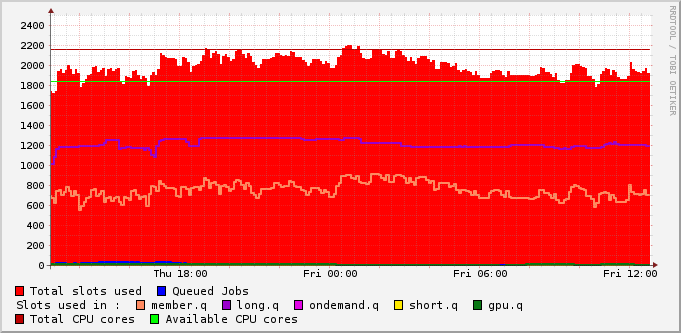 RRDTOOL / TOBI OETIKER
2400
2200
2000
1800
1600
1400
1200
1000
800
600
400
200
0
Thu 18:00 Fri 00:00 Fri 06:00 Fri 12:00
Total slots used Queued Jobs
Slots used in : member.q long.q ondemand.q short.q gpu.q
Total CPU cores Available CPU cores